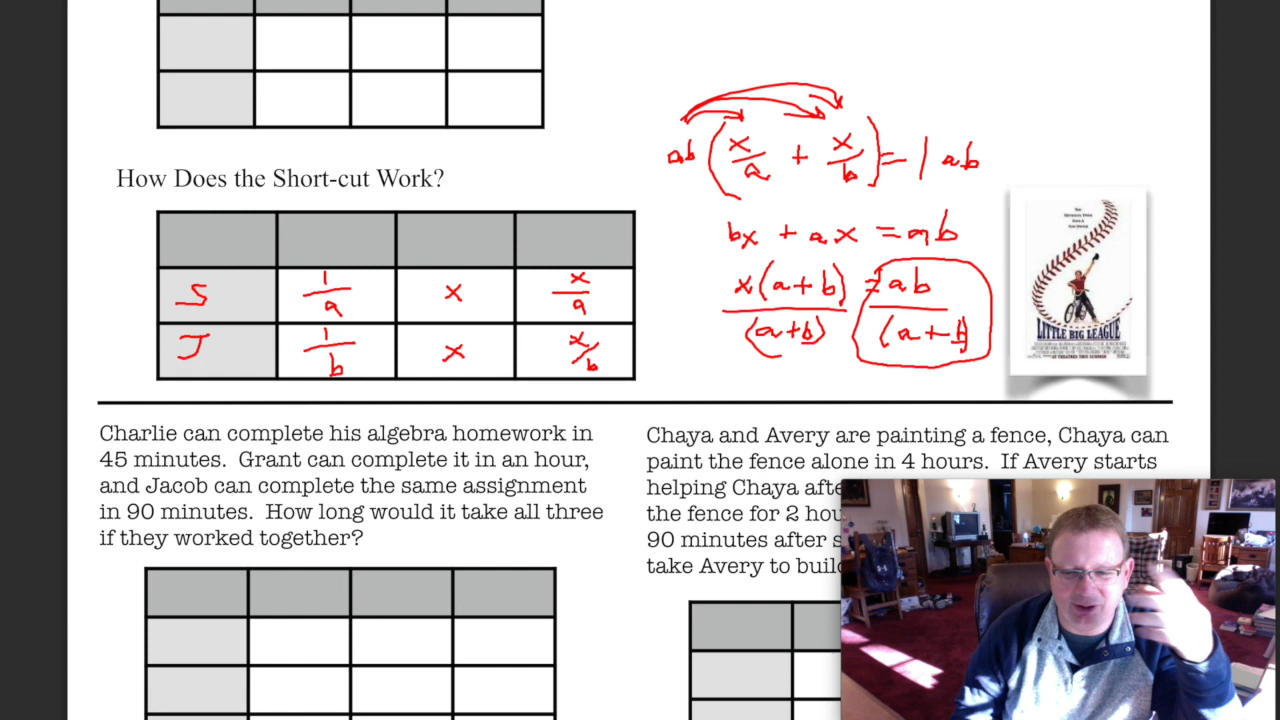 ab ( x/a + x/b ) = 1 ab
How Does the Short-cut Work?
bx + ax = ab
x(a+b) = ab
(a+b) (a+b)
S 1/a x x/a
J 1/b x x/b
LITTLE BIG LEAGUE
Charlie can complete his algebra homework in
45 minutes. Grant can complete it in an hour,
and Jacob can complete the same assignment
in 90 minutes. How long would it take all three
if they worked together?
Chaya and Avery are painting a fence, Chaya can
paint the fence alone in 4 hours. If Avery starts
helping Chaya afte
the fence for 2 hou
90 minutes after s
take Avery to buil